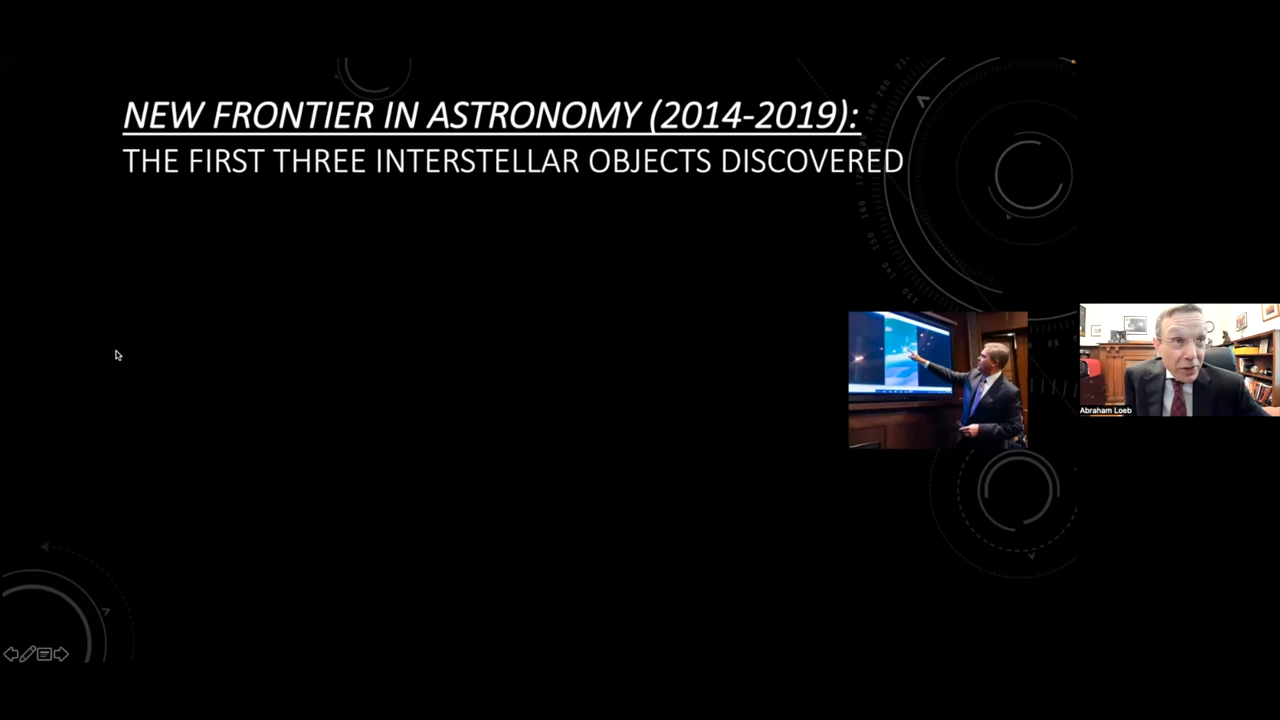 NEW FRONTIER IN ASTRONOMY (2014-2019):
THE FIRST THREE INTERSTELLAR OBJECTS DISCOVERED
Abraham Loeb